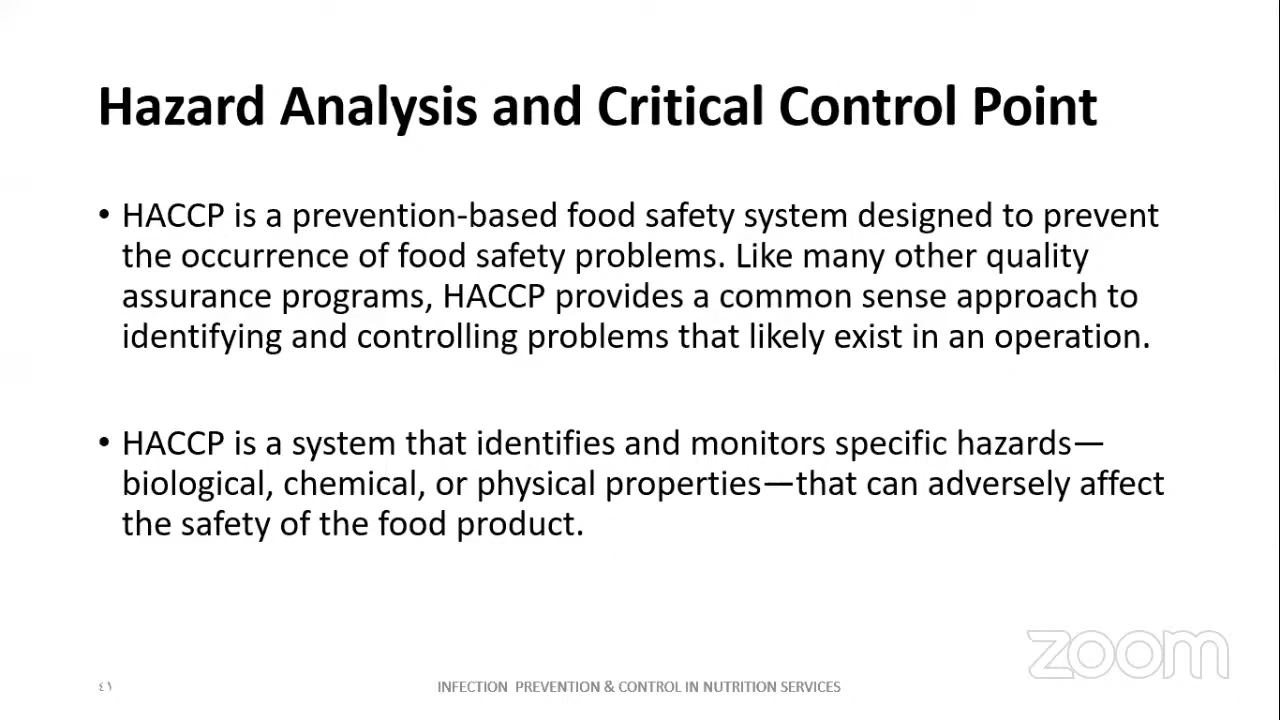 Hazard Analysis and Critical Control Point
• HACCP is a prevention-based food safety system designed to prevent
the occurrence of food safety problems. Like many other quality
assurance programs, HACCP provides a common sense approach to
identifying and controlling problems that likely exist in an operation.
• HACCP is a system that identifies and monitors specific hazards—
biological, chemical, or physical properties—that can adversely affect
the safety of the food product.
zoom
٤١
INFECTION PREVENTION & CONTROL IN NUTRITION SERVICES